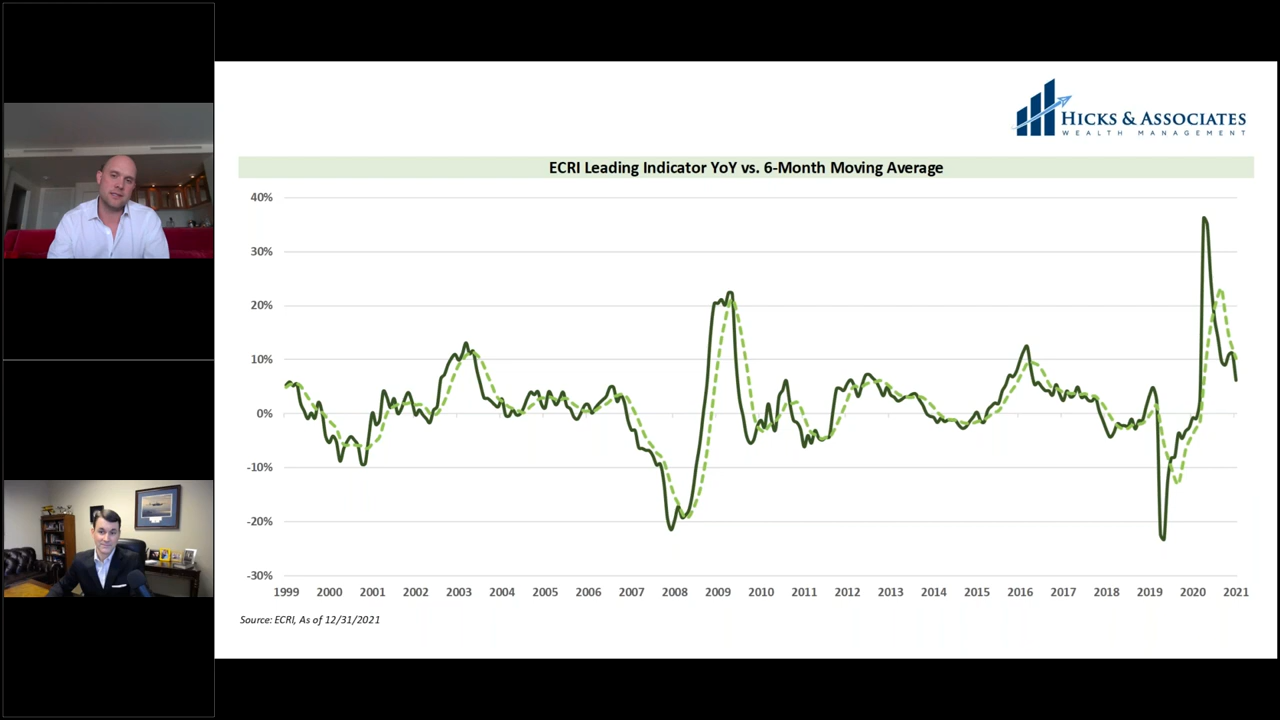 HICKS & ASSOCIATES
WEALTH MANAGEMENT
ECRI Leading Indicator YoY vs. 6-Month Moving Average
40%
30%
20%
10%
0%
-10%
-20%
-30%
1999 2000 2001 2002 2003 2004 2005 2006 2007 2008 2009 2010 2011 2012 2013 2014 2015 2016 2017 2018 2019 2020 2021
Source: ECRI, As of 12/31/2021